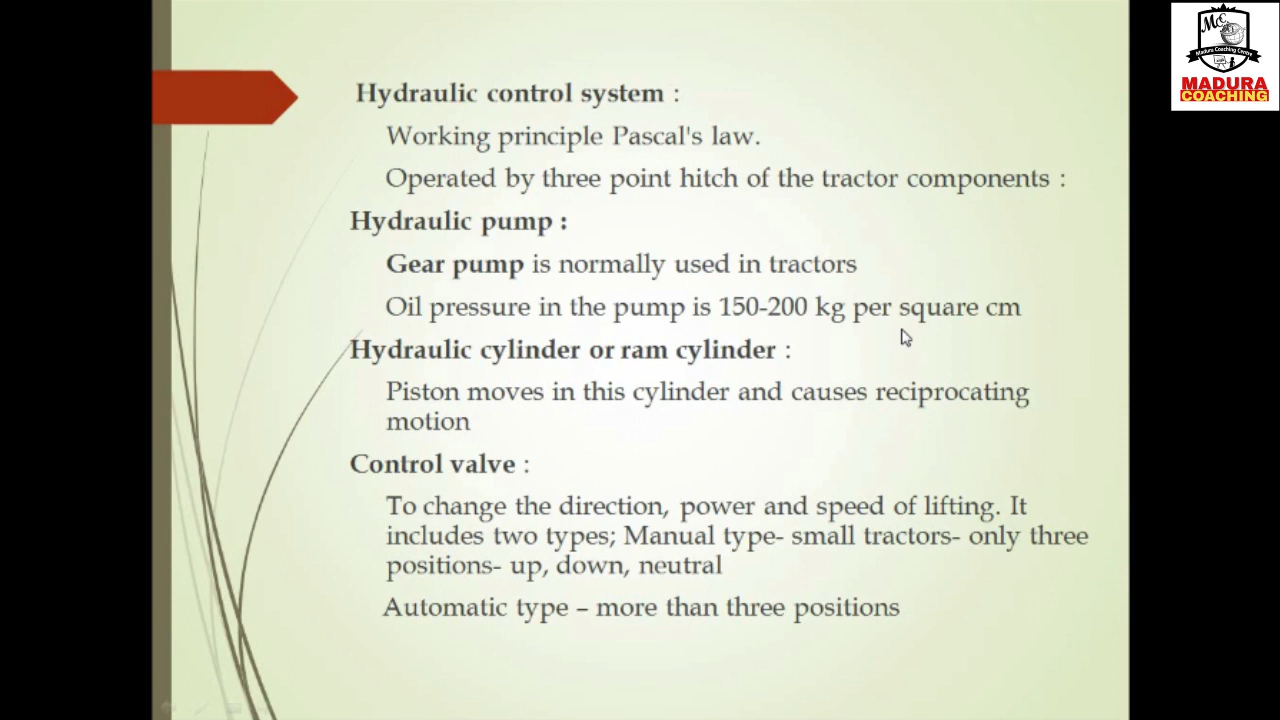 Hydraulic control system :
Working principle Pascal's law.
Operated by three point hitch of the tractor components :
Hydraulic pump :
Gear pump is normally used in tractors
Oil pressure in the pump is 150-200 kg per square cm
Hydraulic cylinder or ram cylinder :
Piston moves in this cylinder and causes reciprocating
motion
Control valve :
To change the direction, power and speed of lifting. It
includes two types; Manual type- small tractors- only three
positions- up, down, neutral
Automatic type – more than three positions
MCC
Madura Coaching Centre
MADURA
COACHING